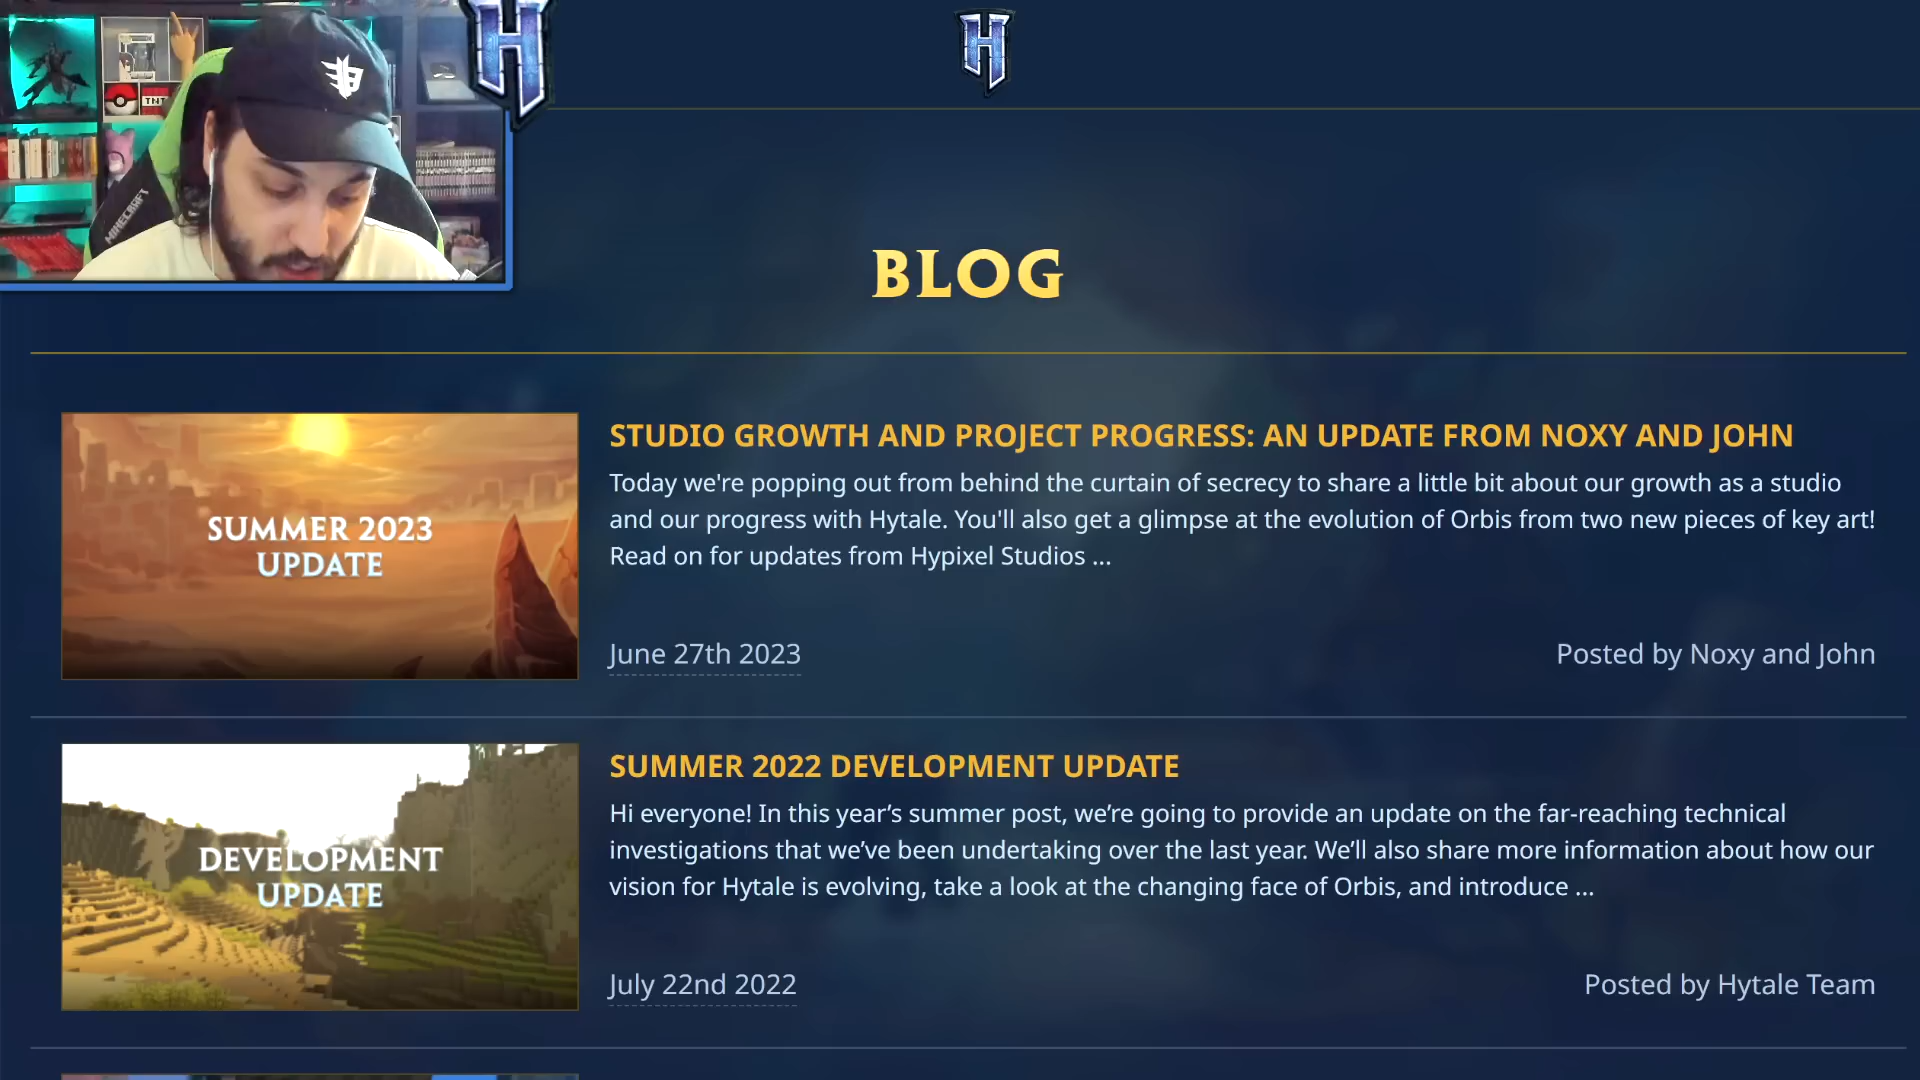 H
H
TNT
MINECRAFT
BLOG
SUMMER 2023
UPDATE
STUDIO GROWTH AND PROJECT PROGRESS: AN UPDATE FROM NOXY AND JOHN
Today we're popping out from behind the curtain of secrecy to share a little bit about our growth as a studio
and our progress with Hytale. You'll also get a glimpse at the evolution of Orbis from two new pieces of key art!
Read on for updates from Hypixel Studios ...
June 27th 2023
Posted by Noxy and John
DEVELOPMENT
UPDATE
SUMMER 2022 DEVELOPMENT UPDATE
Hi everyone! In this year’s summer post, we’re going to provide an update on the far-reaching technical
investigations that we’ve been undertaking over the last year. We’ll also share more information about how our
vision for Hytale is evolving, take a look at the changing face of Orbis, and introduce ...
July 22nd 2022
Posted by Hytale Team